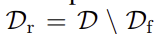 𝒟r = 𝒟 \ 𝒟f